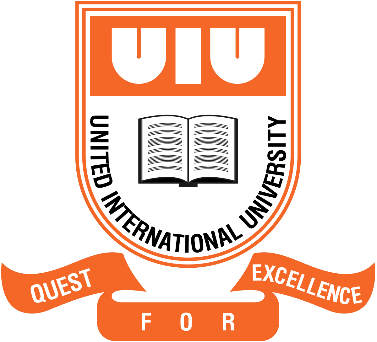 UIU
UNITED INTERNATIONAL UNIVERSITY
QUEST
FOR
EXCELLENCE